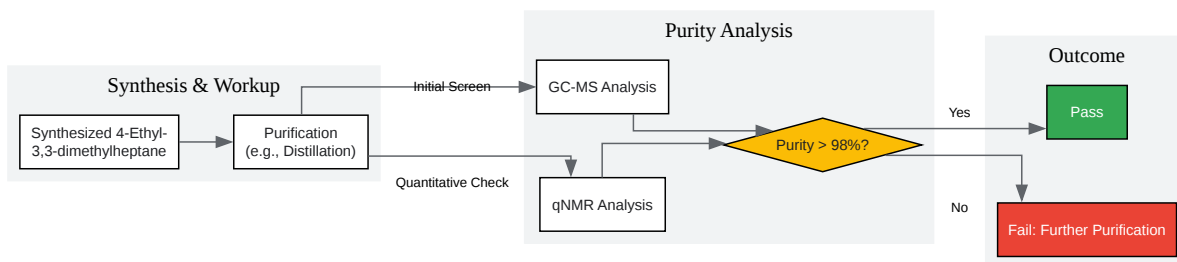 Synthesis & Workup
Synthesized 4-Ethyl-
3,3-dimethylheptane
Purification
(e.g., Distillation)
Initial Screen
Quantitative Check
Purity Analysis
GC-MS Analysis
qNMR Analysis
Purity > 98%?
Yes
No
Outcome
Pass
Fail: Further Purification